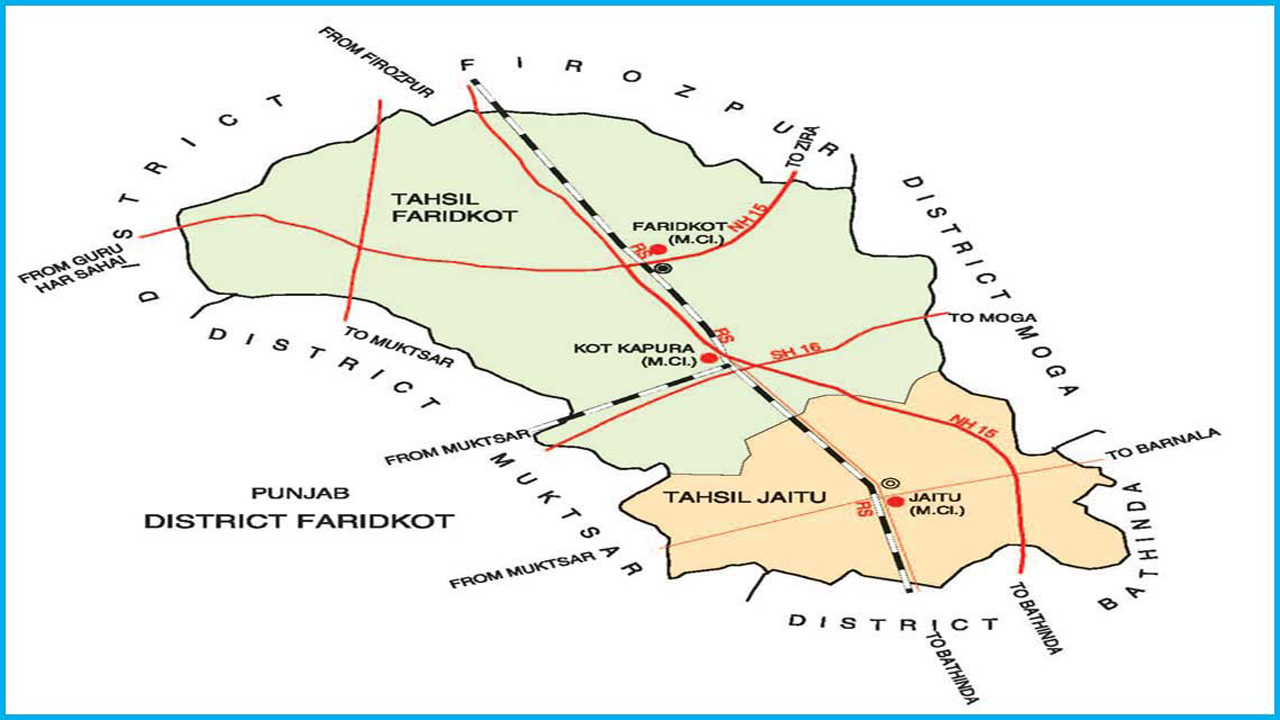 FROM FIROZPUR
DISTRICT FIROZPUR
TO ZIRA
TAHSIL
FARIDKOT
FARIDKOT
(M.Cl.)
NH 15
RS
FROM GURU
HAR SAHAI
DISTRICT MOGA
TO MOGA
TO MUKTSAR
KOT KAPURA
(M.Cl.)
RS
SH 16
DISTRICT MUKTSAR
FROM MUKTSAR
NH 15
TO BARNALA
TAHSIL JAITU
JAITU
(M.Cl.)
RS
PUNJAB
DISTRICT FARIDKOT
FROM MUKTSAR
DISTRICT BATHINDA
TO BATHINDA
TO BATHINDA